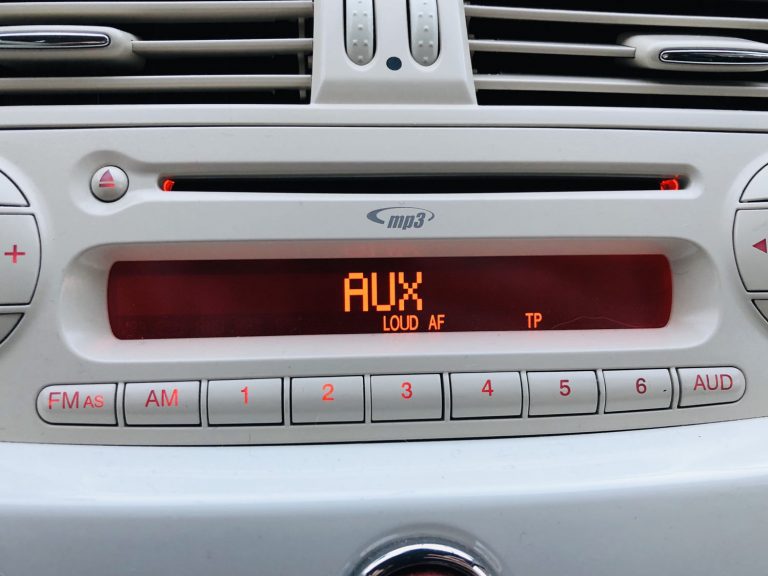 mp3
AUX
LOUD AF TP
FM AS AM 1 2 3 4 5 6 AUD